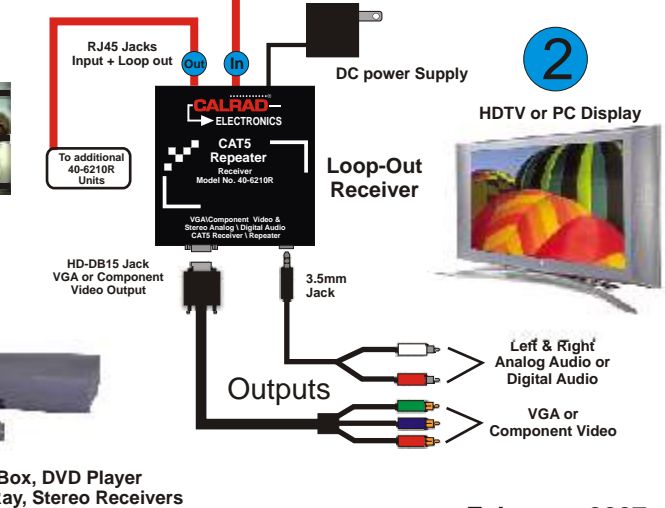 RJ45 Jacks
Input + Loop out
Out
In
DC power Supply
2
HDTV or PC Display
CALRAD
ELECTRONICS
CAT5
Repeater
Receiver
Model No. 40-6210R
VGA\Component Video &
Stereo Analog \ Digital Audio
CAT5 Receiver \ Repeater
To additional
40-6210R
Units
Loop-Out
Receiver
HD-DB15 Jack
VGA or Component
Video Output
3.5mm
Jack
Left & Right
Analog Audio or
Digital Audio
Outputs
VGA or
Component Video
Box, DVD Player
Ray, Stereo Receivers